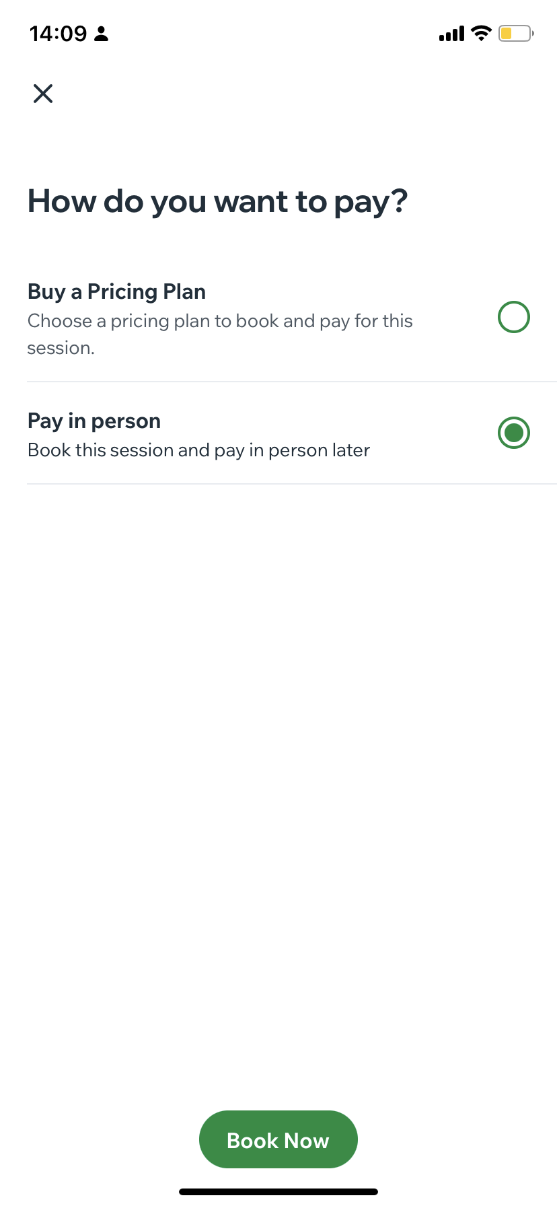 14:09
How do you want to pay?
Buy a Pricing Plan
Choose a pricing plan to book and pay for this
session.
Pay in person
Book this session and pay in person later
Book Now